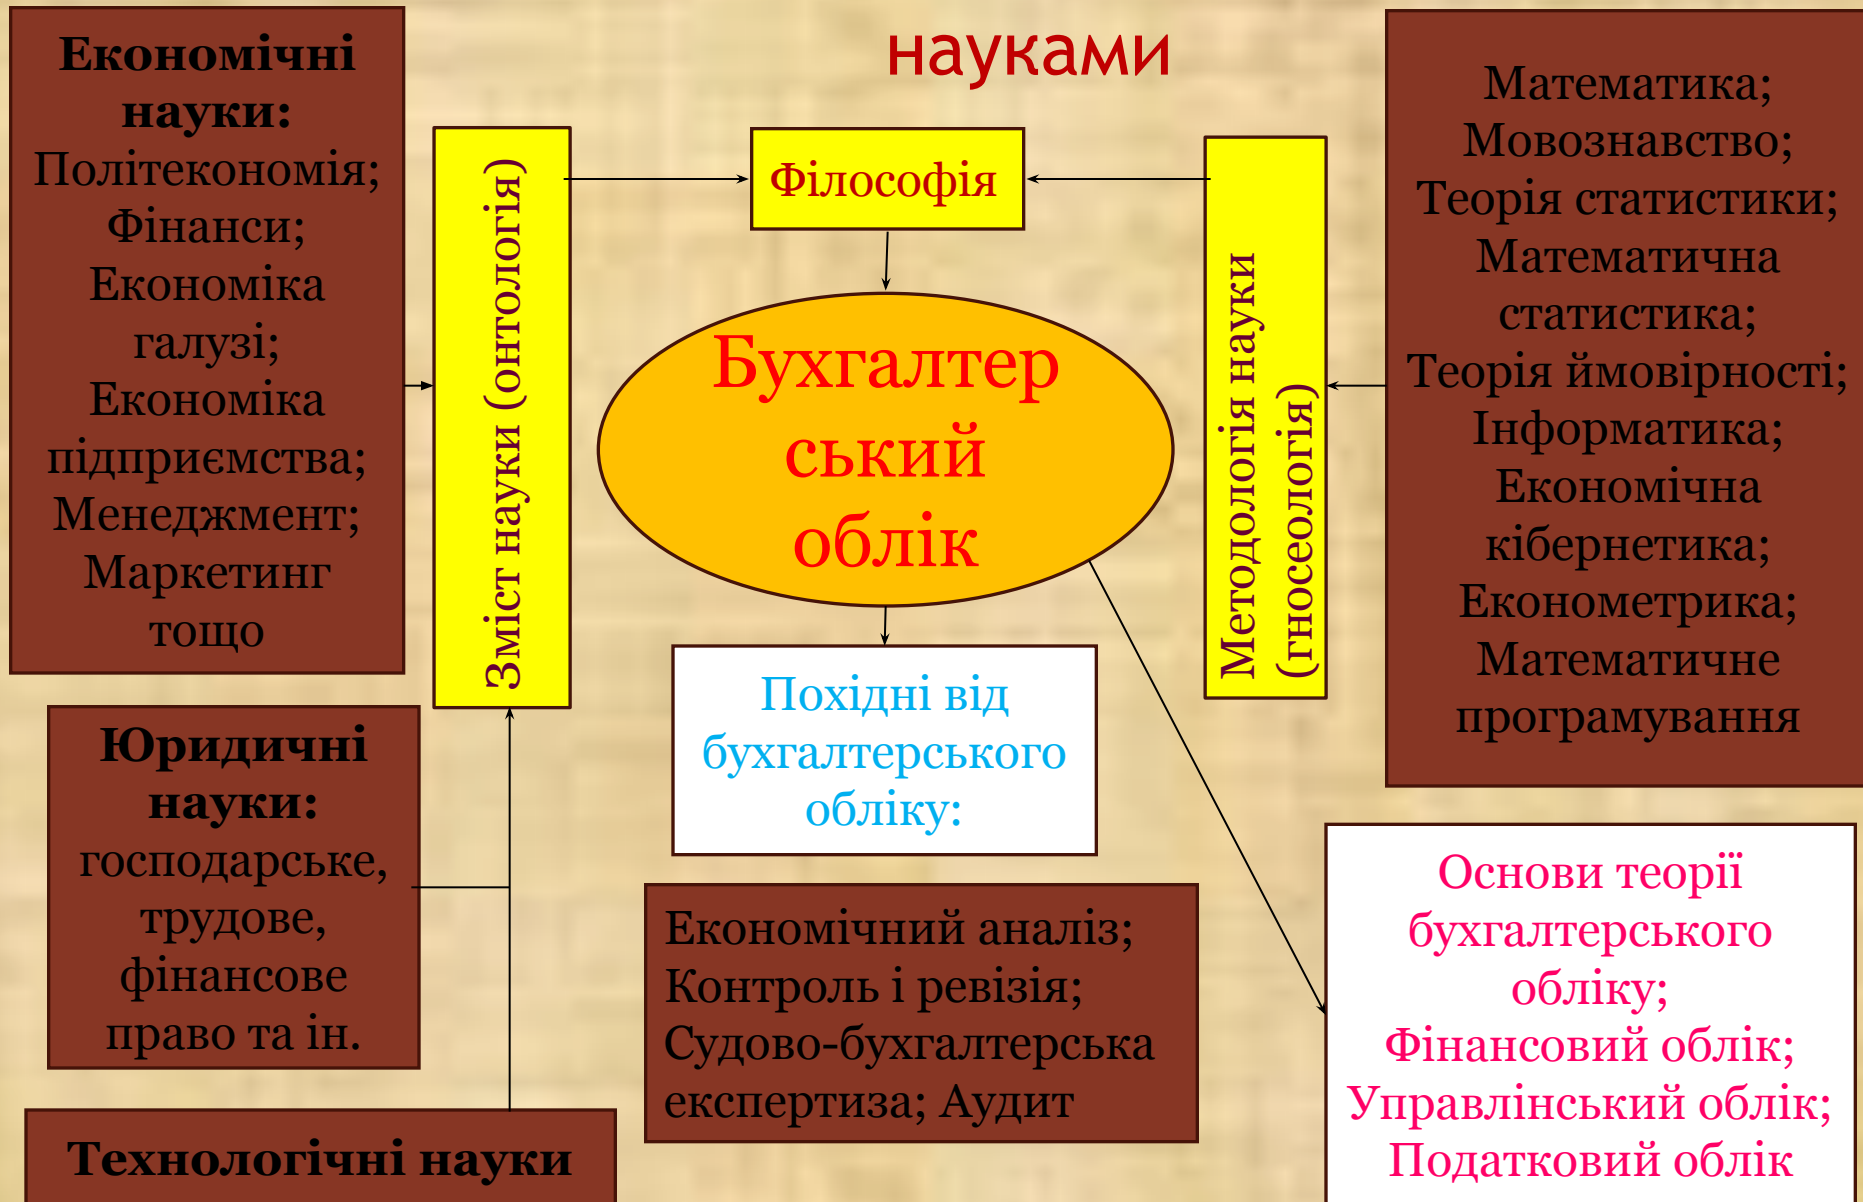 науками
Економічні
науки:
Політекономія;
Фінанси;
Економіка
галузі;
Економіка
підприємства;
Менеджмент;
Маркетинг
тощо
Юридичні
науки:
господарське,
трудове,
фінансове
право та ін.
Технологічні науки
Зміст науки (онтологія)
Філософія
Бухгалтер
ський
облік
Похідні від
бухгалтерського
обліку:
Економічний аналіз;
Контроль і ревізія;
Судово-бухгалтерська
експертиза; Аудит
Методологія науки
(гносеологія)
Математика;
Мовознавство;
Теорія статистики;
Математична
статистика;
Теорія ймовірності;
Інформатика;
Економічна
кібернетика;
Економетрика;
Математичне
програмування
Основи теорії
бухгалтерського
обліку;
Фінансовий облік;
Управлінський облік;
Податковий облік